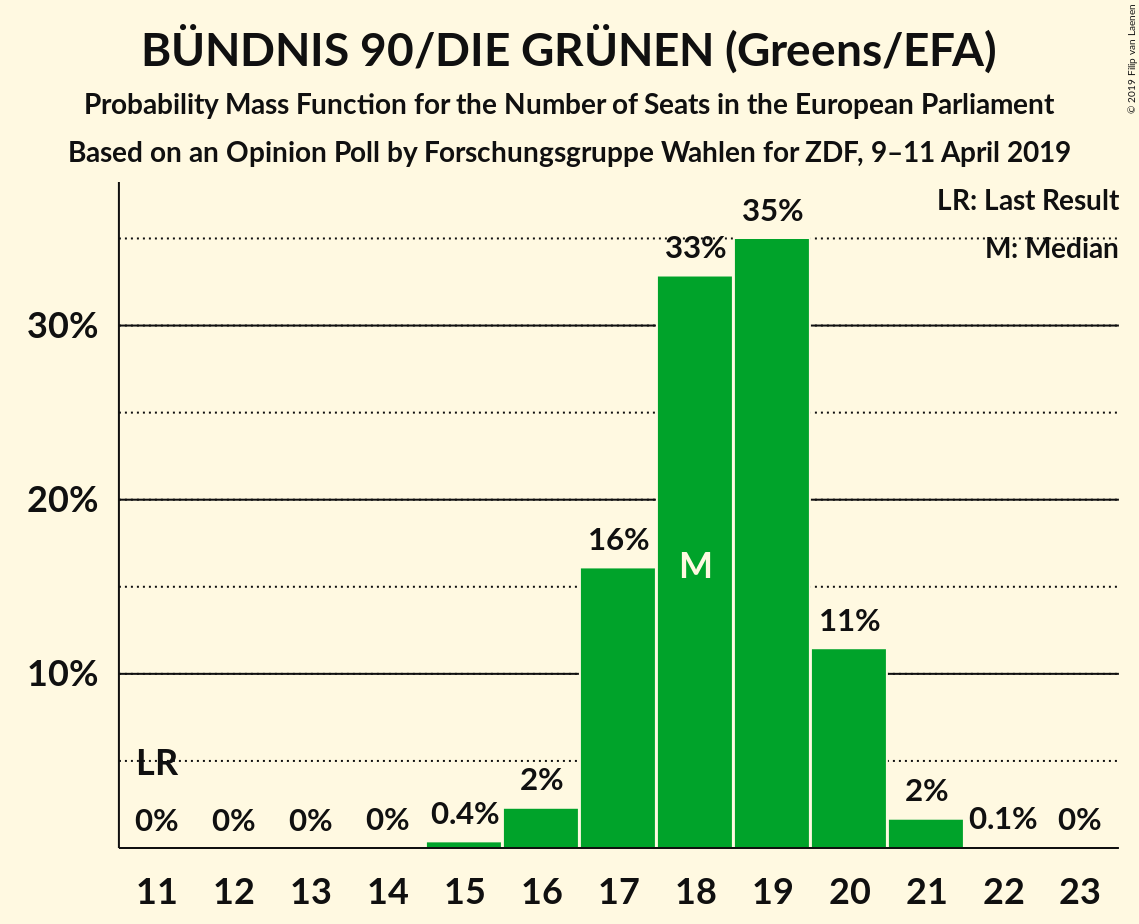 BÜNDNIS 90/DIE GRÜNEN (Greens/EFA)
Probability Mass Function for the Number of Seats in the European Parliament
Based on an Opinion Poll by Forschungsgruppe Wahlen for ZDF, 9–11 April 2019
© 2019 Filip van Laenen
LR: Last Result
M: Median
35%
33%
30%
20%
16%
M
11%
10%
LR
2%
2%
0% 0% 0% 0% 0.4% 0.1% 0%
11 12 13 14 15 16 17 18 19 20 21 22 23